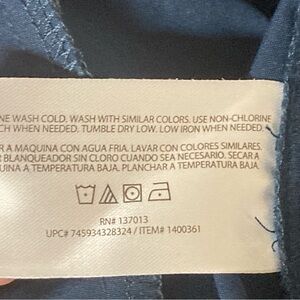 NE WASH COLD. WASH WITH SIMILAR COLORS. USE NON-CHLORINE
CH WHEN NEEDED. TUMBLE DRY LOW. LOW IRON WHEN NEEDED.
R A MAQUINA CON AGUA FRIA. LAVAR CON COLORES SIMILARES.
R BLANQUEADOR SIN CLORO CUANDO SEA NECESARIO. SECAR A
UINA A TEMPERATURA BAJA. PLANCHAR A TEMPERATURA BAJA.
RN# 137013
UPC# 745934328324 / ITEM# 1400361